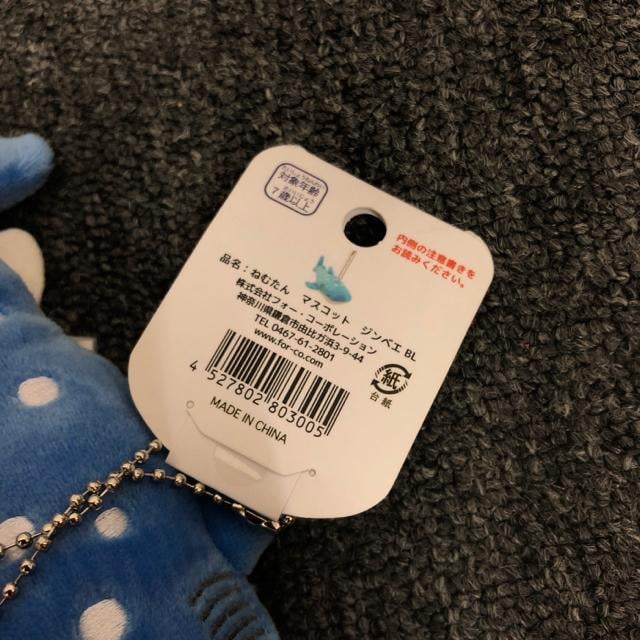 対象年齢
7歳以上
内側の注意書きを
お読みください。
品名：ねむたん マスコット ジンベエ BL
株式会社フォー．コーポレーション
神奈川県鎌倉市由比ガ浜3-9-44
TEL 0467-61-2801
www.for-co.com
4 527802 803005
MADE IN CHINA
紙
台紙